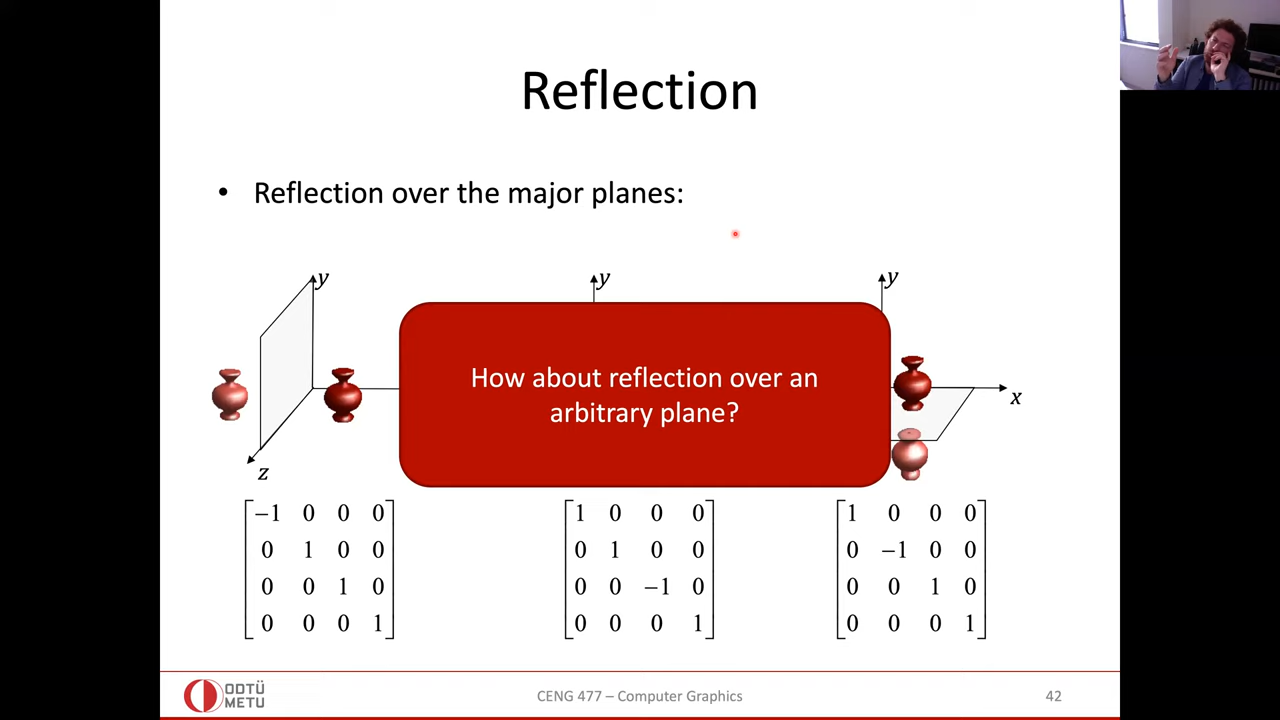 Reflection
• Reflection over the major planes:
y
y
y
How about reflection over an
arbitrary plane?
x
z
−1 0 0 0
0 1 0 0
0 0 1 0
0 0 0 1
1 0 0 0
0 1 0 0
0 0 −1 0
0 0 0 1
1 0 0 0
0 −1 0 0
0 0 1 0
0 0 0 1
ODTÜ
METU
CENG 477 – Computer Graphics
42